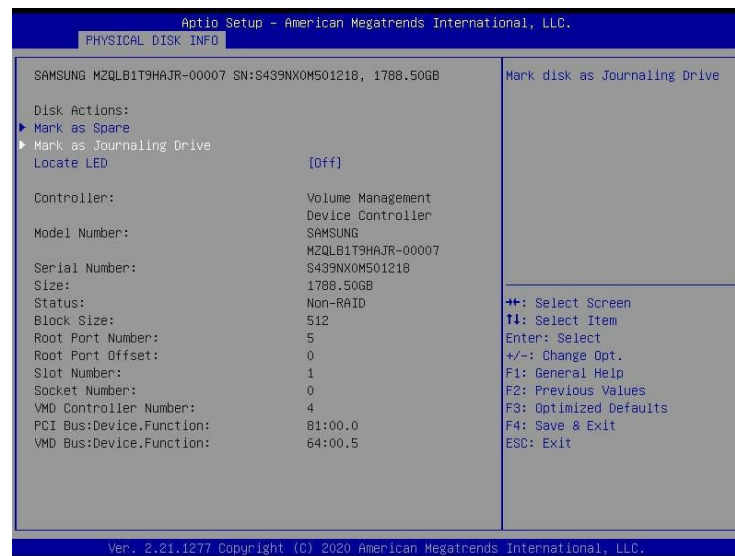 Aptio Setup – American Megatrends International, LLC.
PHYSICAL DISK INFO
SAMSUNG MZQLB1T9HAJR-00007 SN:S439NX0M501218, 1788.50GB
Disk Actions:
Mark as Spare
Mark as Journaling Drive
Locate LED [Off]
Controller: Volume Management
Device Controller
Model Number: SAMSUNG
MZQLB1T9HAJR-00007
Serial Number: S439NX0M501218
Size: 1788.50GB
Status: Non-RAID
Block Size: 512
Root Port Number: 5
Root Port Offset: 0
Slot Number: 1
Socket Number: 0
VMD Controller Number: 4
PCI Bus:Device.Function: 81:00.0
VMD Bus:Device.Function: 64:00.5
Mark disk as Journaling Drive
→←: Select Screen
↑↓: Select Item
Enter: Select
+/-: Change Opt.
F1: General Help
F2: Previous Values
F3: Optimized Defaults
F4: Save & Exit
ESC: Exit
Ver. 2.21.1277 Copyright (C) 2020 American Megatrends International, LLC.